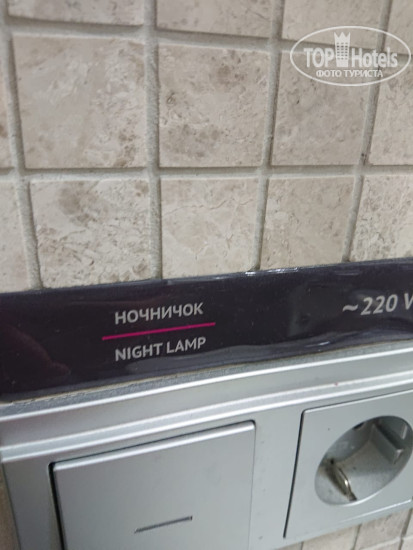 TOP Hotels
ФОТО ТУРИСТА
НОЧНИЧОК
NIGHT LAMP
~220 V